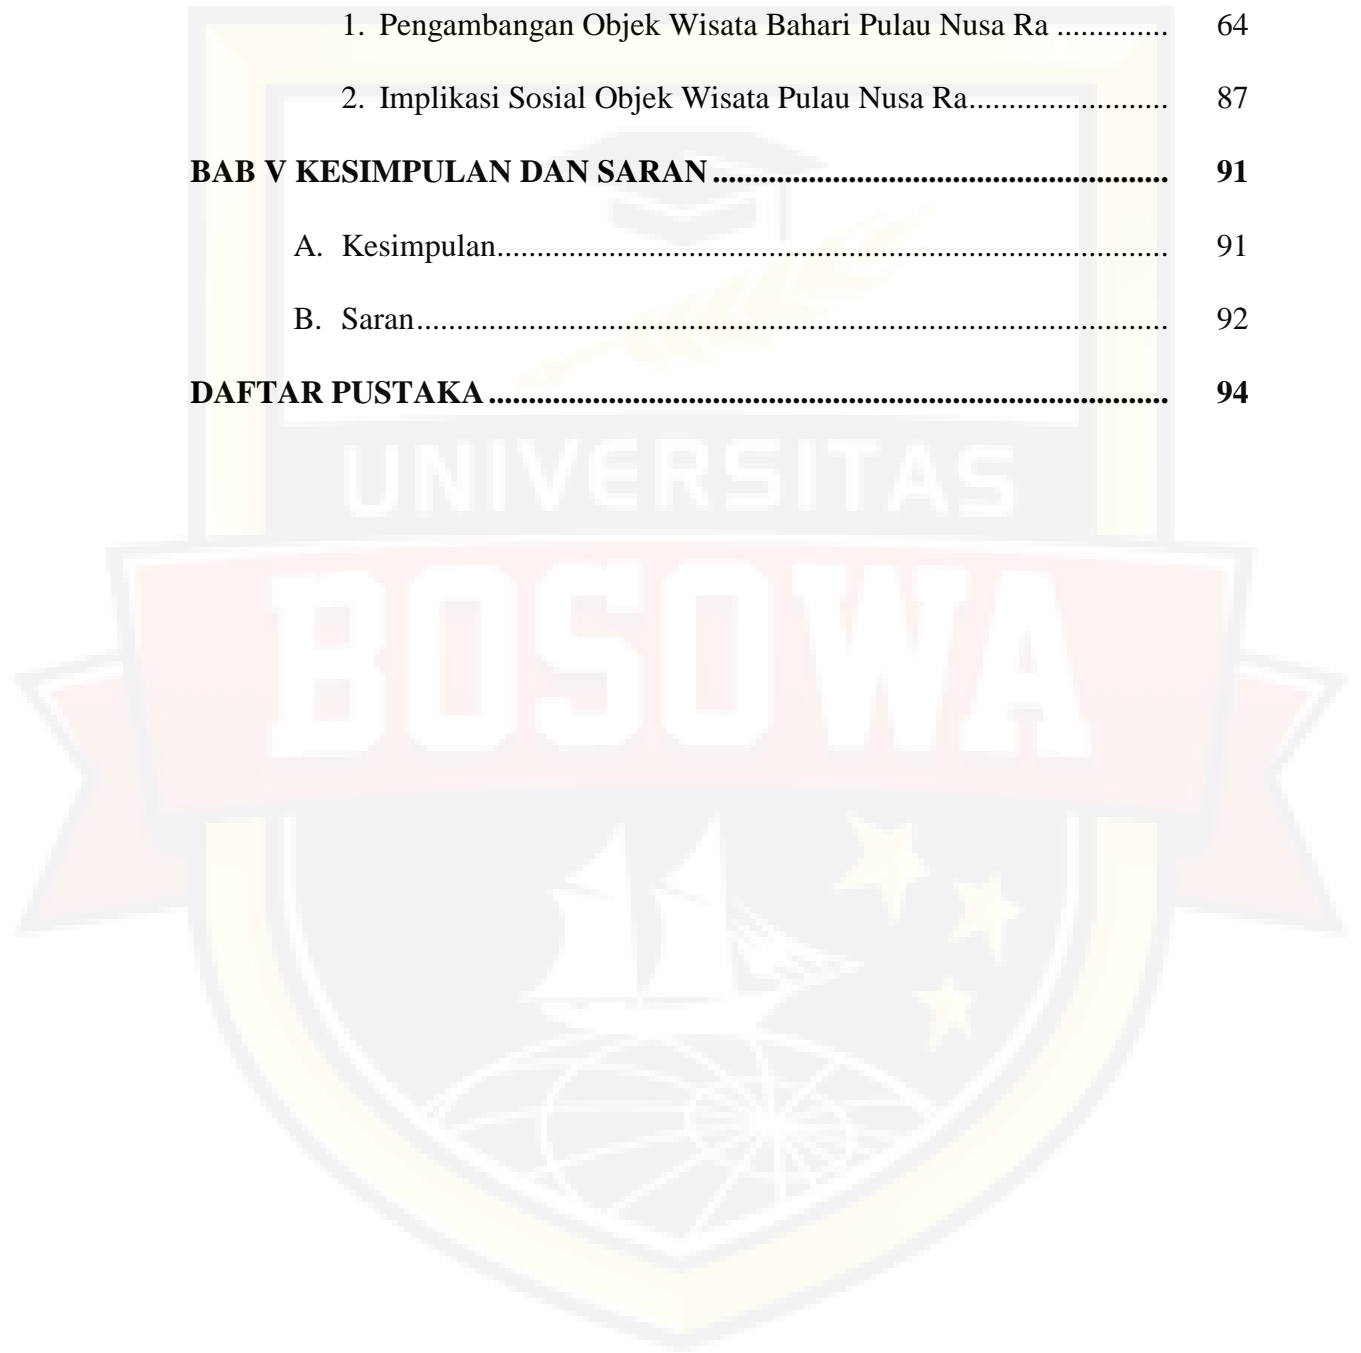 1. Pengambangan Objek Wisata Bahari Pulau Nusa Ra .............. 64
2. Implikasi Sosial Objek Wisata Pulau Nusa Ra......................... 87
BAB V KESIMPULAN DAN SARAN ........................................................ 91
A. Kesimpulan.................................................................................... 91
B. Saran.............................................................................................. 92
DAFTAR PUSTAKA .................................................................................... 94
UNIVERSITAS
BOSOWA